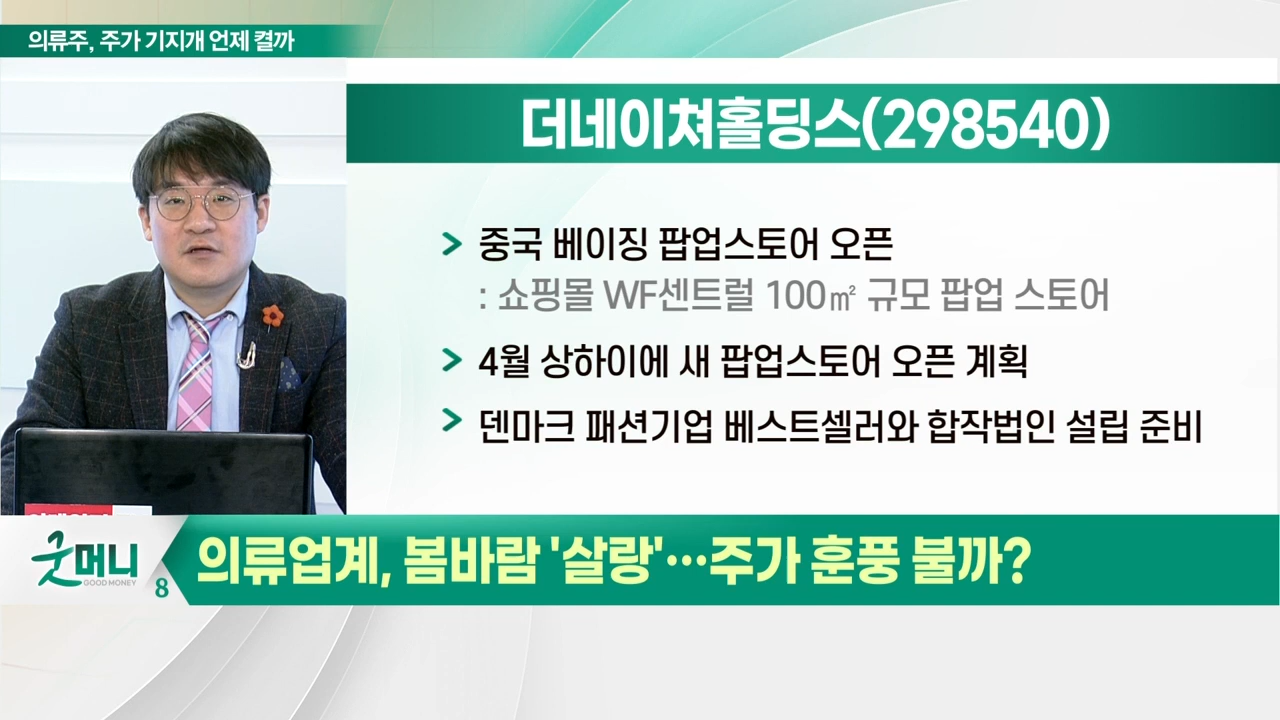 의류주, 주가 기지개 언제 켤까
더네이쳐홀딩스(298540)
> 중국 베이징 팝업스토어 오픈
: 쇼핑몰 WF센트럴 100㎡ 규모 팝업 스토어
> 4월 상하이에 새 팝업스토어 오픈 계획
> 덴마크 패션기업 베스트셀러와 합작법인 설립 준비
굿머니
GOOD MONEY
8
의류업계, 봄바람 '살랑'…주가 훈풍 불까?